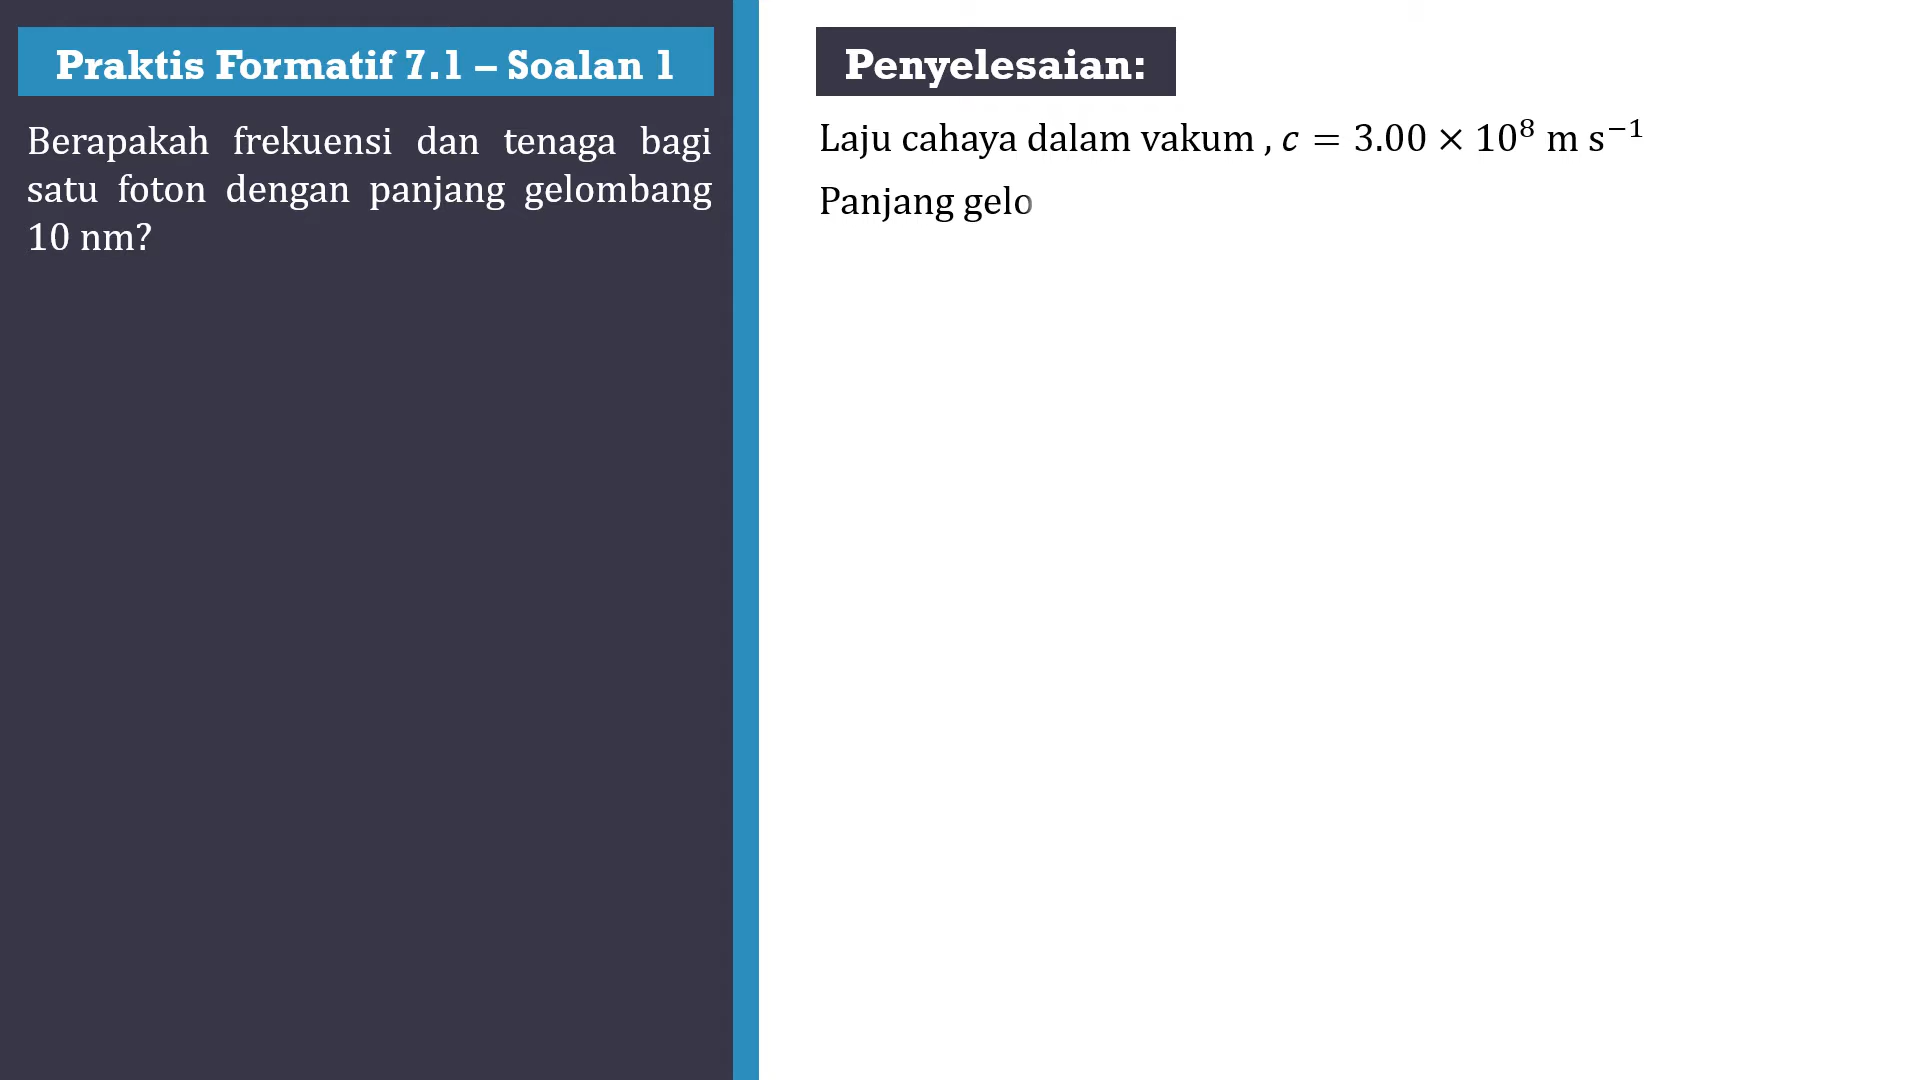 Praktis Formatif 7.1 – Soalan 1
Berapakah frekuensi dan tenaga bagi
satu foton dengan panjang gelombang
10 nm?
Penyelesaian:
Laju cahaya dalam vakum , c = 3.00 × 10⁸ m s⁻¹
Panjang gelo